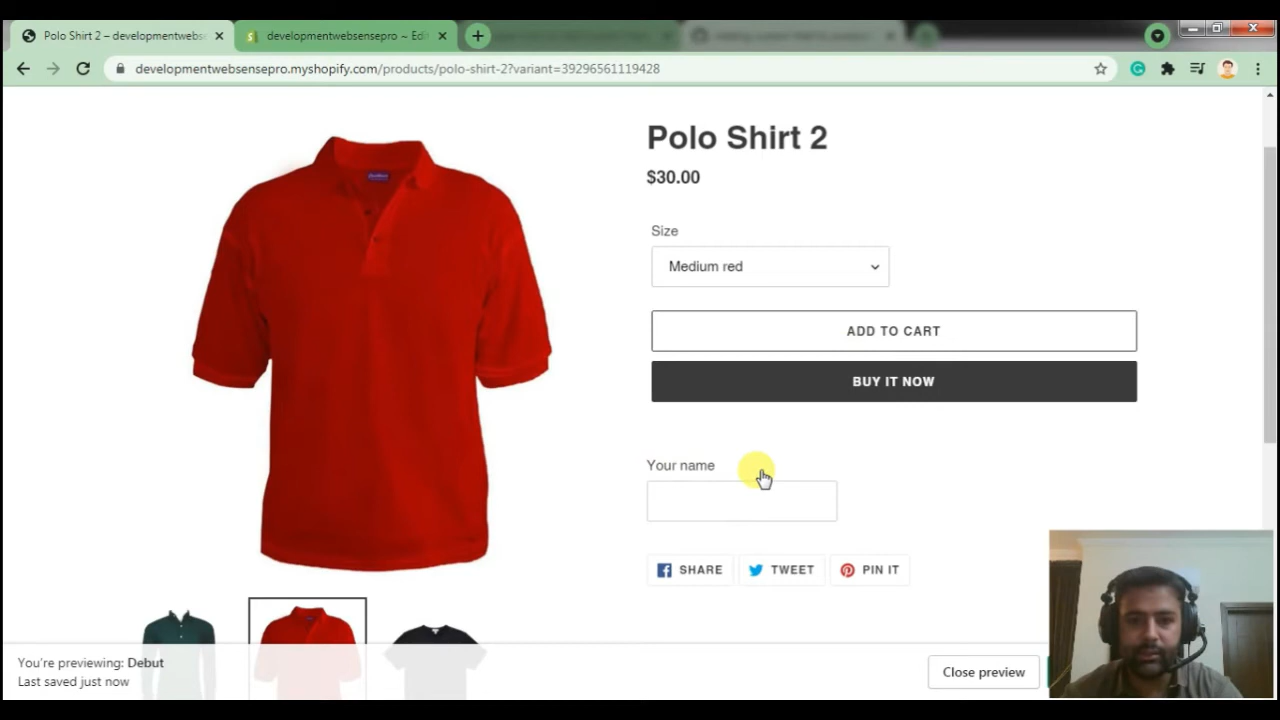 Polo Shirt 2 – developmentwebs
developmentwebsensepro ~ Edi
developmentwebsensepro.myshopify.com/products/polo-shirt-2?variant=39296561119428
Polo Shirt 2
$30.00
Size
Medium red
ADD TO CART
BUY IT NOW
Your name
SHARE
TWEET
PIN IT
You're previewing: Debut
Last saved just now
Close preview